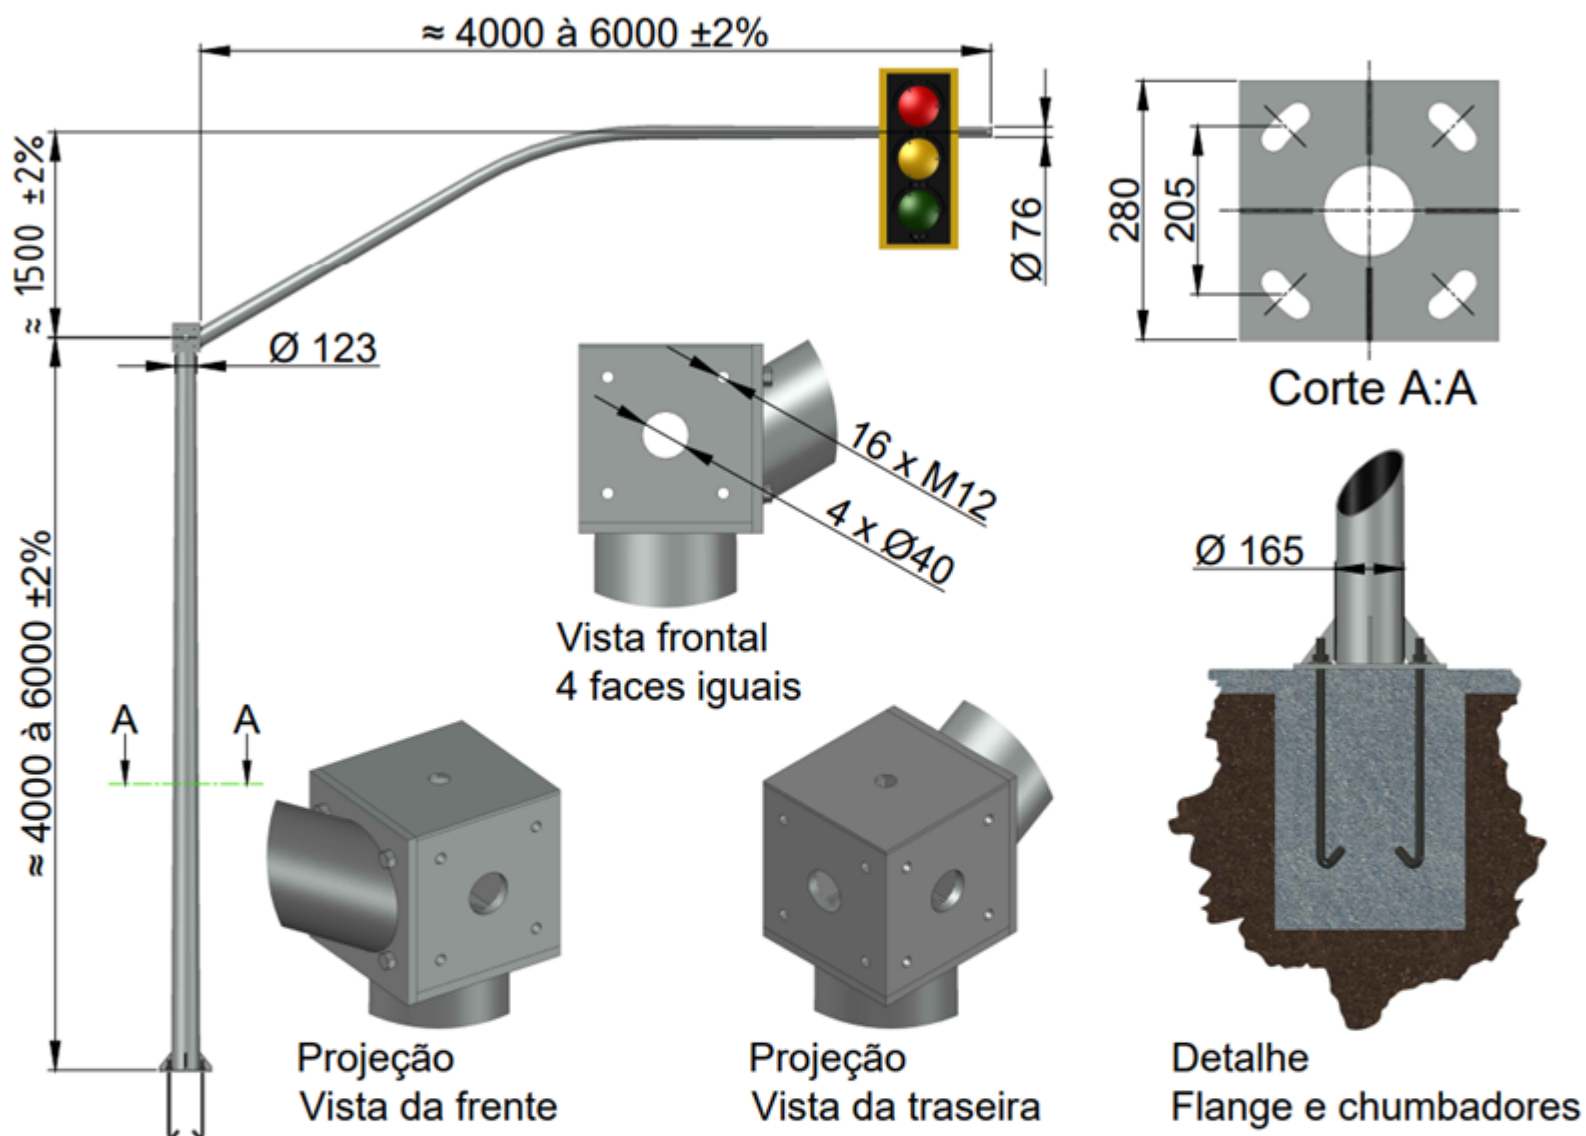 ≈ 4000 à 6000 ±2%
≈ 1500 ±2%
Ø 76
Ø 123
≈ 4000 à 6000 ±2%
A
A
16 x M12
4 x Ø40
Vista frontal
4 faces iguais
280
205
Corte A:A
Ø 165
Projeção
Vista da frente
Projeção
Vista da traseira
Detalhe
Flange e chumbadores